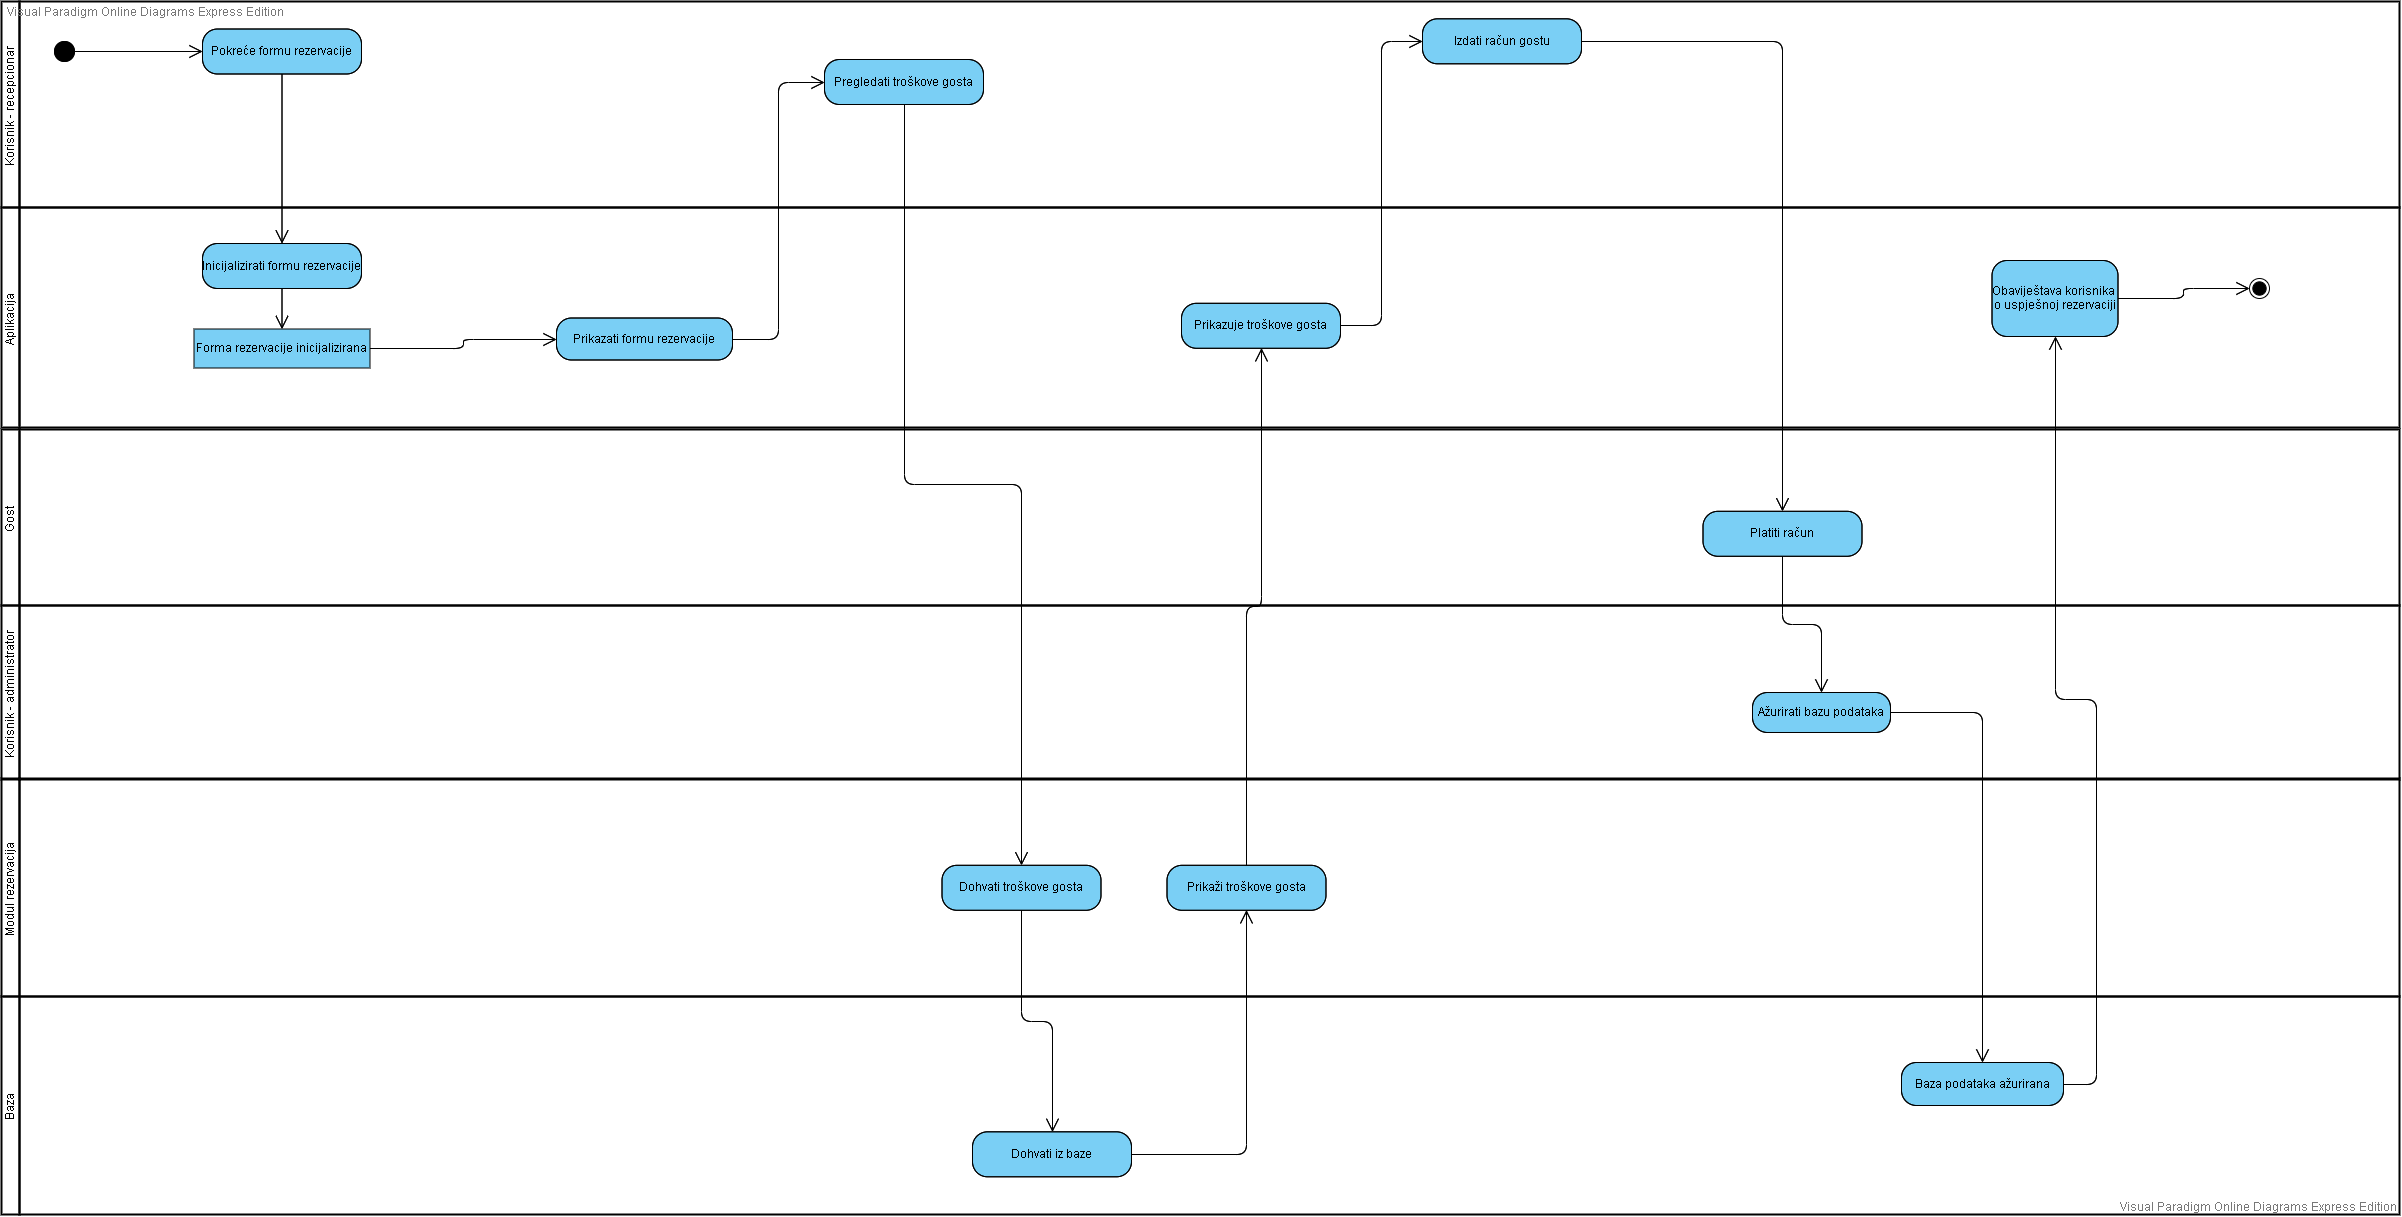 Visual Paradigm Online Diagrams Express Edition
Korisnik - recepcionar
Pokreće formu rezervacije
Pregledati troškove gosta
Izdati račun gostu
Aplikacija
Inicijalizirati formu rezervacije
Forma rezervacije inicijalizirana
Prikazati formu rezervacije
Prikazuje troškove gosta
Obaviještava korisnika
o uspješnoj rezervaciji
Gost
Platiti račun
Korisnik - administrator
Ažurirati bazu podataka
Modul rezervacija
Dohvati troškove gosta
Prikaži troškove gosta
Baza
Dohvati iz baze
Baza podataka ažurirana
Visual Paradigm Online Diagrams Express Edition